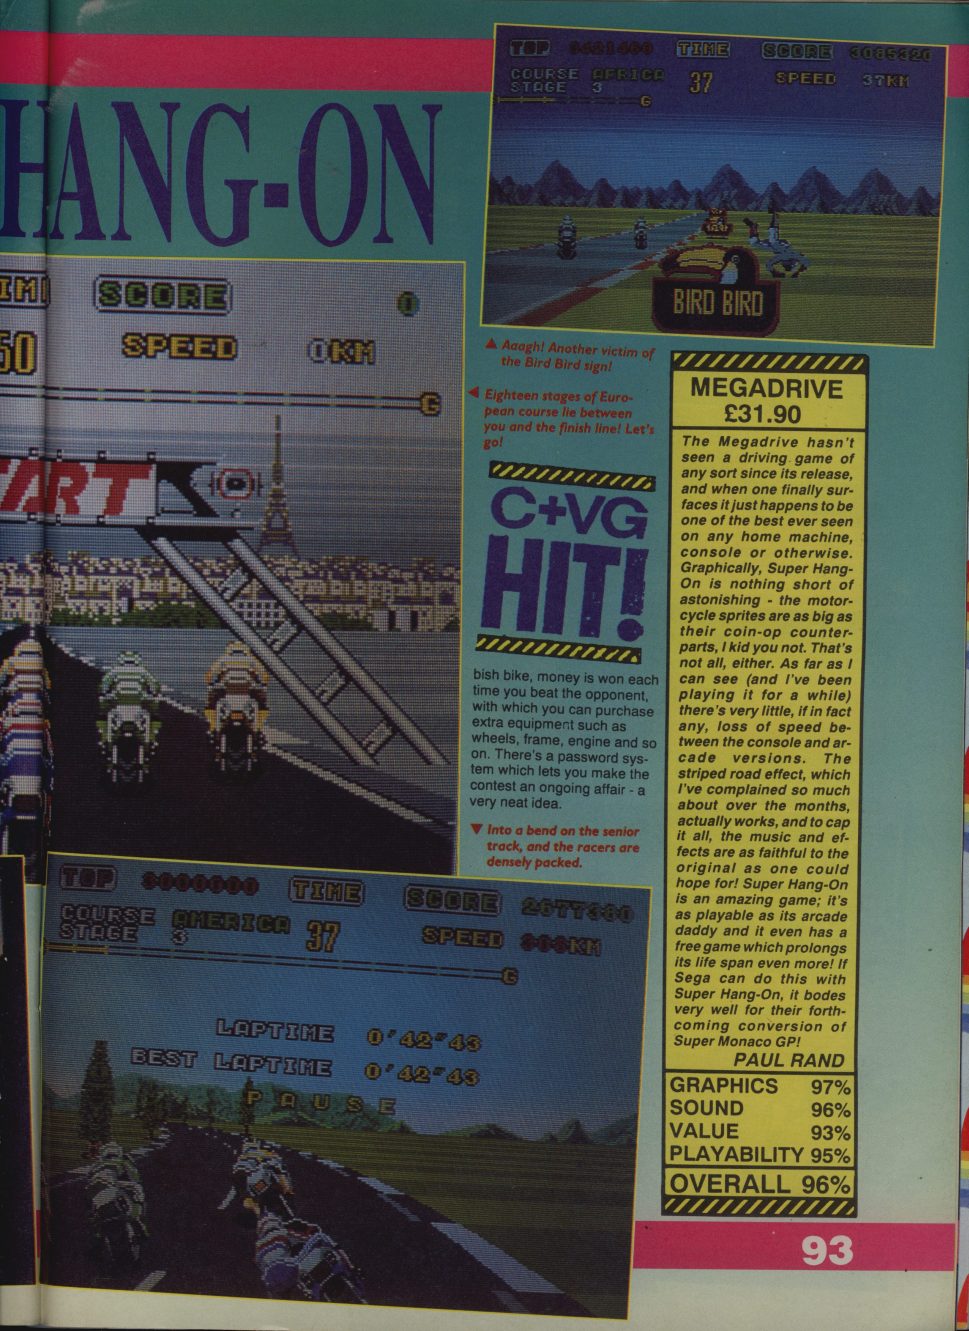 HANG-ON
SCORE 0
50
SPEED 0KM
G
START
TOP 3421460 TIME SCORE 3085320
COURSE AFRICA 37 SPEED 37KM
STAGE 3
G
BIRD BIRD
▲ Aaagh! Another victim of
the Bird Bird sign!
◀ Eighteen stages of Euro-
pean course lie between
you and the finish line! Let's
go!
C+VG
HIT!
bish bike, money is won each
time you beat the opponent,
with which you can purchase
extra equipment such as
wheels, frame, engine and so
on. There's a password sys-
tem which lets you make the
contest an ongoing affair - a
very neat idea.
▼ Into a bend on the senior
track, and the racers are
densely packed.
TOP TIME SCORE 2677380
COURSE AMERICA 37 SPEED KM
STAGE 3
G
LAPTIME 0'42"43
BEST LAPTIME 0'42"43
PAUSE
MEGADRIVE
£31.90
The Megadrive hasn't
seen a driving game of
any sort since its release,
and when one finally sur-
faces it just happens to be
one of the best ever seen
on any home machine,
console or otherwise.
Graphically, Super Hang-
On is nothing short of
astonishing - the motor-
cycle sprites are as big as
their coin-op counter-
parts, I kid you not. That's
not all, either. As far as I
can see (and I've been
playing it for a while)
there's very little, if in fact
any, loss of speed be-
tween the console and ar-
cade versions. The
striped road effect, which
I've complained so much
about over the months,
actually works, and to cap
it all, the music and ef-
fects are as faithful to the
original as one could
hope for! Super Hang-On
is an amazing game; it's
as playable as its arcade
daddy and it even has a
free game which prolongs
its life span even more! If
Sega can do this with
Super Hang-On, it bodes
very well for their forth-
coming conversion of
Super Monaco GP!
PAUL RAND
GRAPHICS 97%
SOUND 96%
VALUE 93%
PLAYABILITY 95%
OVERALL 96%
93